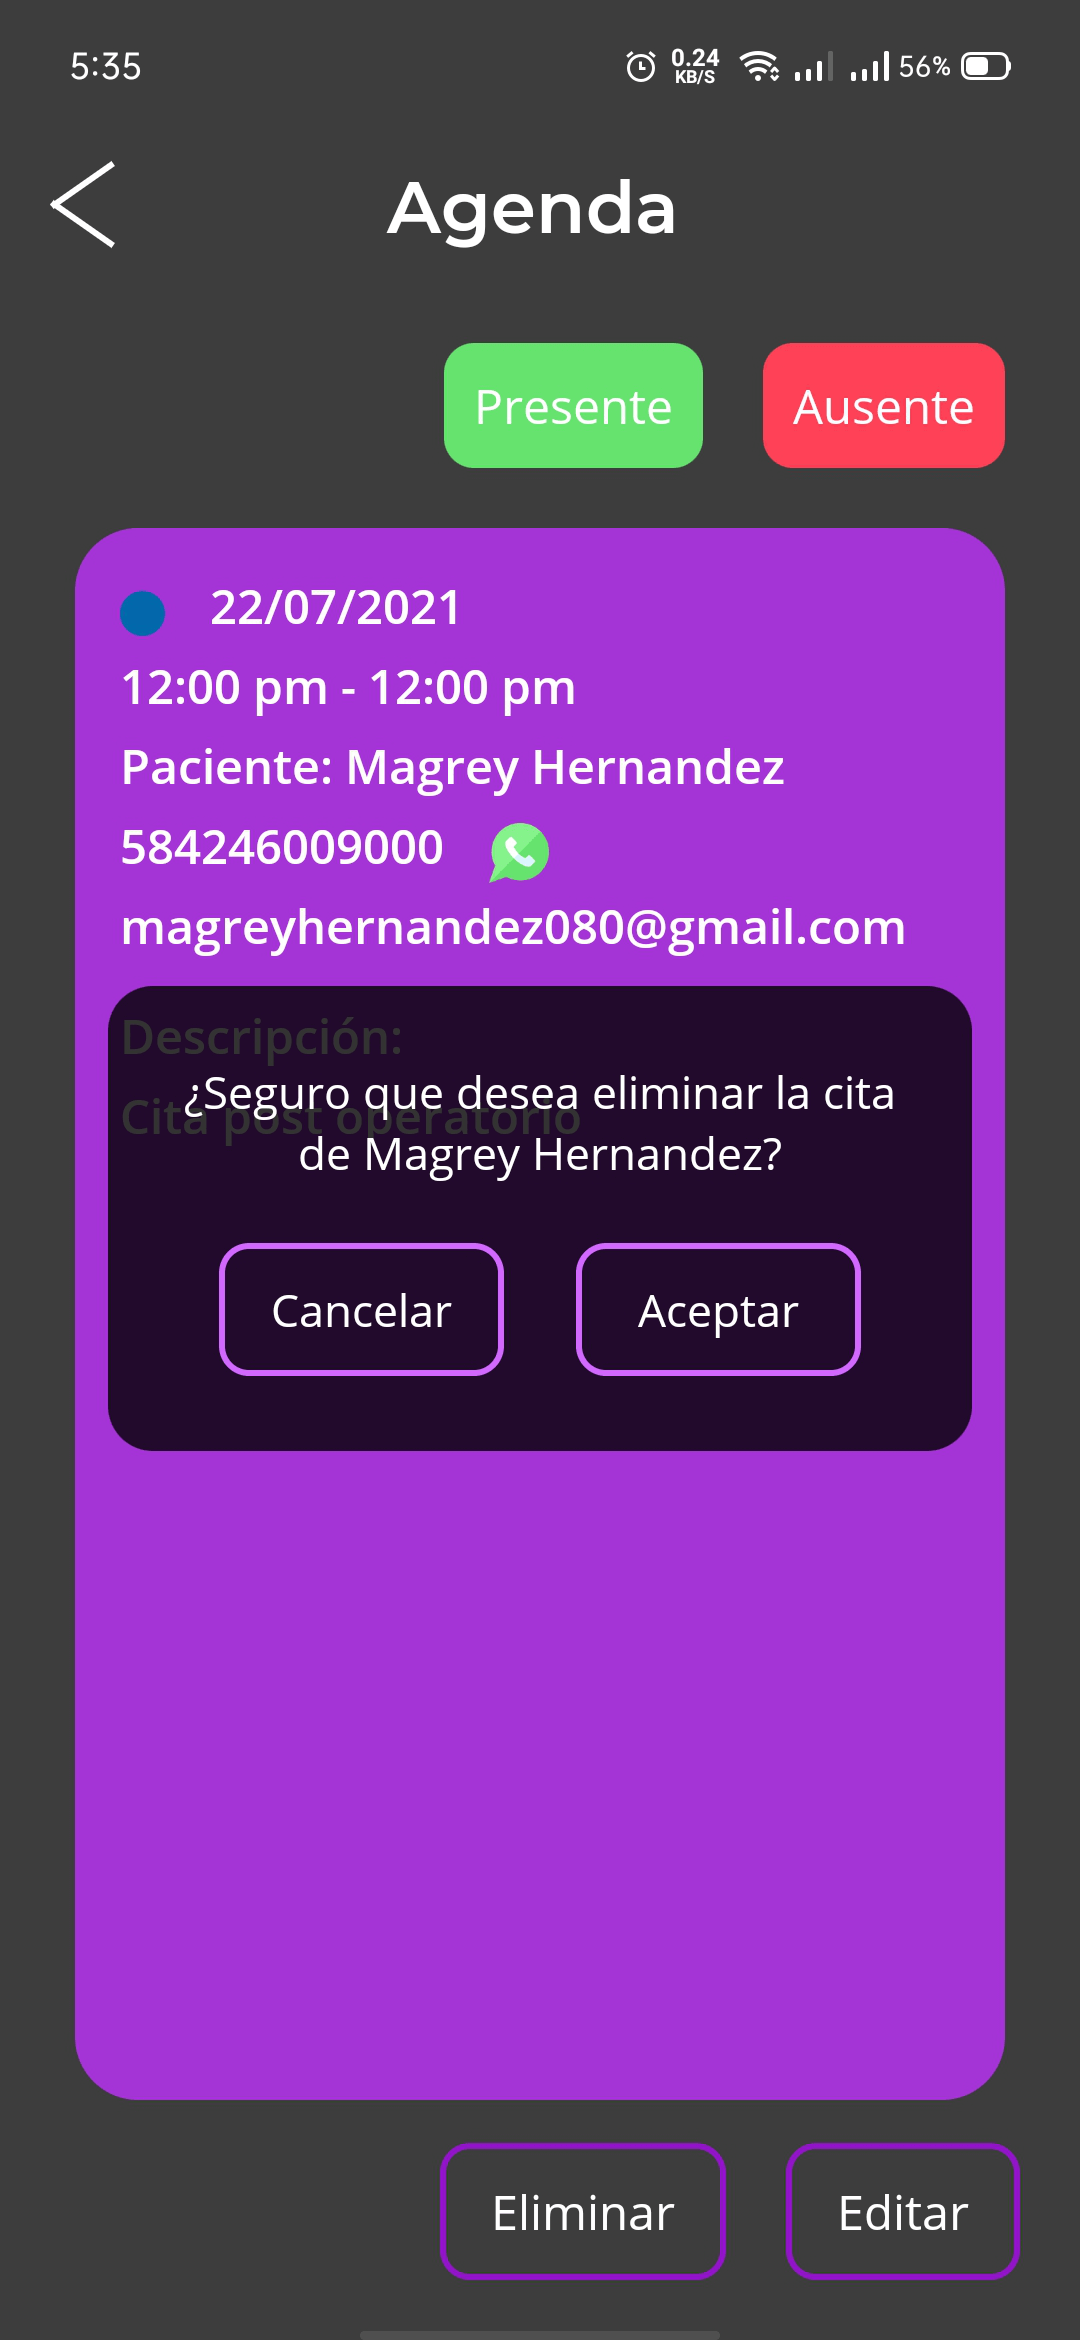 5:35
0.24
KB/S
56%
Agenda
Presente
Ausente
22/07/2021
12:00 pm - 12:00 pm
Paciente: Magrey Hernandez
584246009000
magreyhernandez080@gmail.com
Descripción:
Cita post operatorio
¿Seguro que desea eliminar la cita
de Magrey Hernandez?
Cancelar
Aceptar
Eliminar
Editar